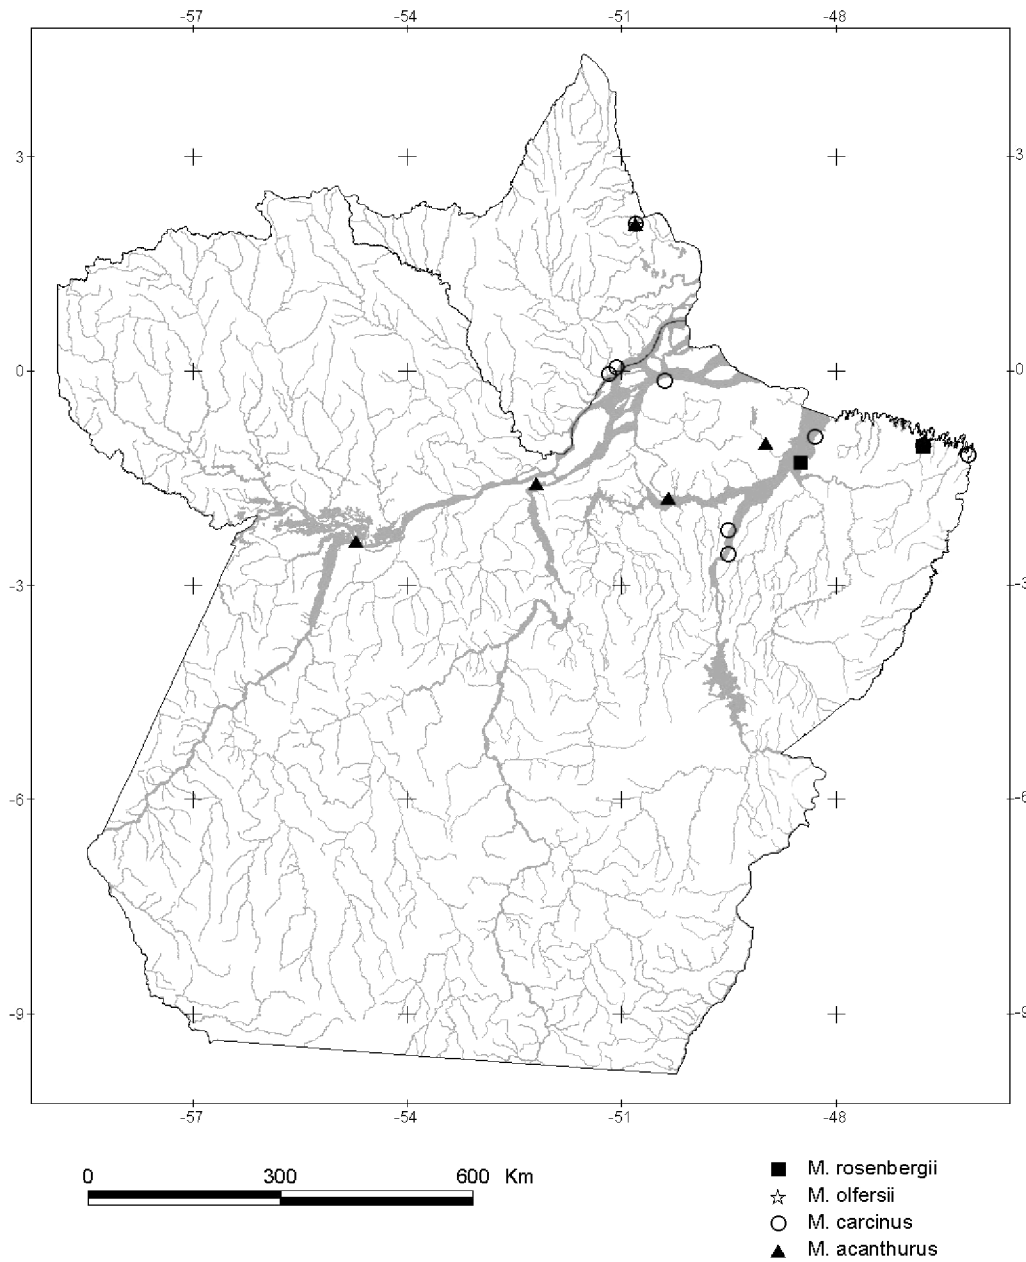 -57 -54 -51 -48
3 3
0 0
-3 -3
-6 -6
-9 -9
-57 -54 -51 -48
0 300 600 Km
M. rosenbergii
M. olfersii
M. carcinus
M. acanthurus